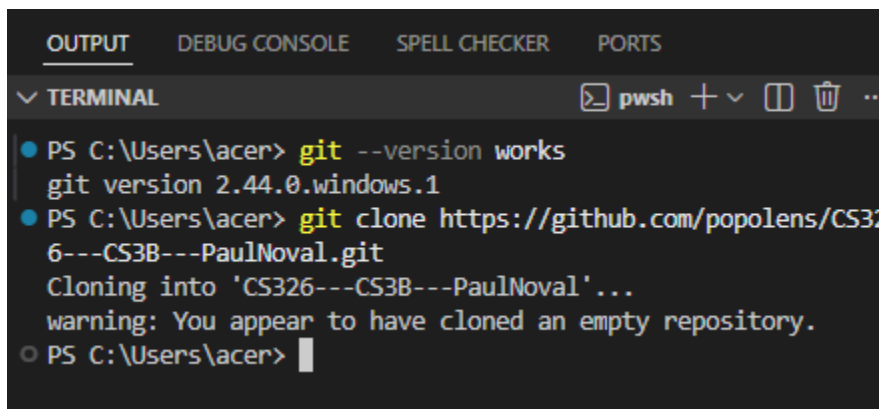 OUTPUT DEBUG CONSOLE SPELL CHECKER PORTS
TERMINAL pwsh
PS C:\Users\acer> git --version works
git version 2.44.0.windows.1
PS C:\Users\acer> git clone https://github.com/popolens/CS32
6---CS3B---PaulNoval.git
Cloning into 'CS326---CS3B---PaulNoval'...
warning: You appear to have cloned an empty repository.
PS C:\Users\acer>